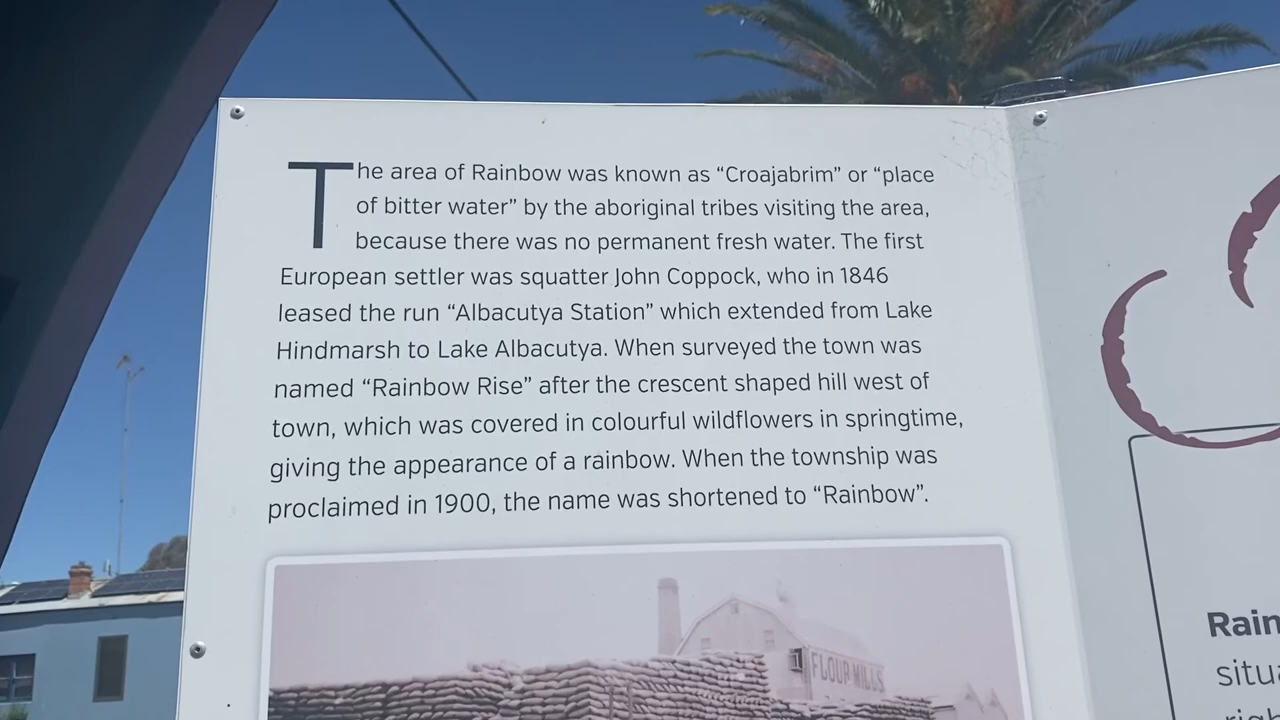 The area of Rainbow was known as “Croajabrim” or “place
of bitter water” by the aboriginal tribes visiting the area,
because there was no permanent fresh water. The first
European settler was squatter John Coppock, who in 1846
leased the run “Albacutya Station” which extended from Lake
Hindmarsh to Lake Albacutya. When surveyed the town was
named “Rainbow Rise” after the crescent shaped hill west of
town, which was covered in colourful wildflowers in springtime,
giving the appearance of a rainbow. When the township was
proclaimed in 1900, the name was shortened to “Rainbow”.
FLOUR MILLS
Rain
situa